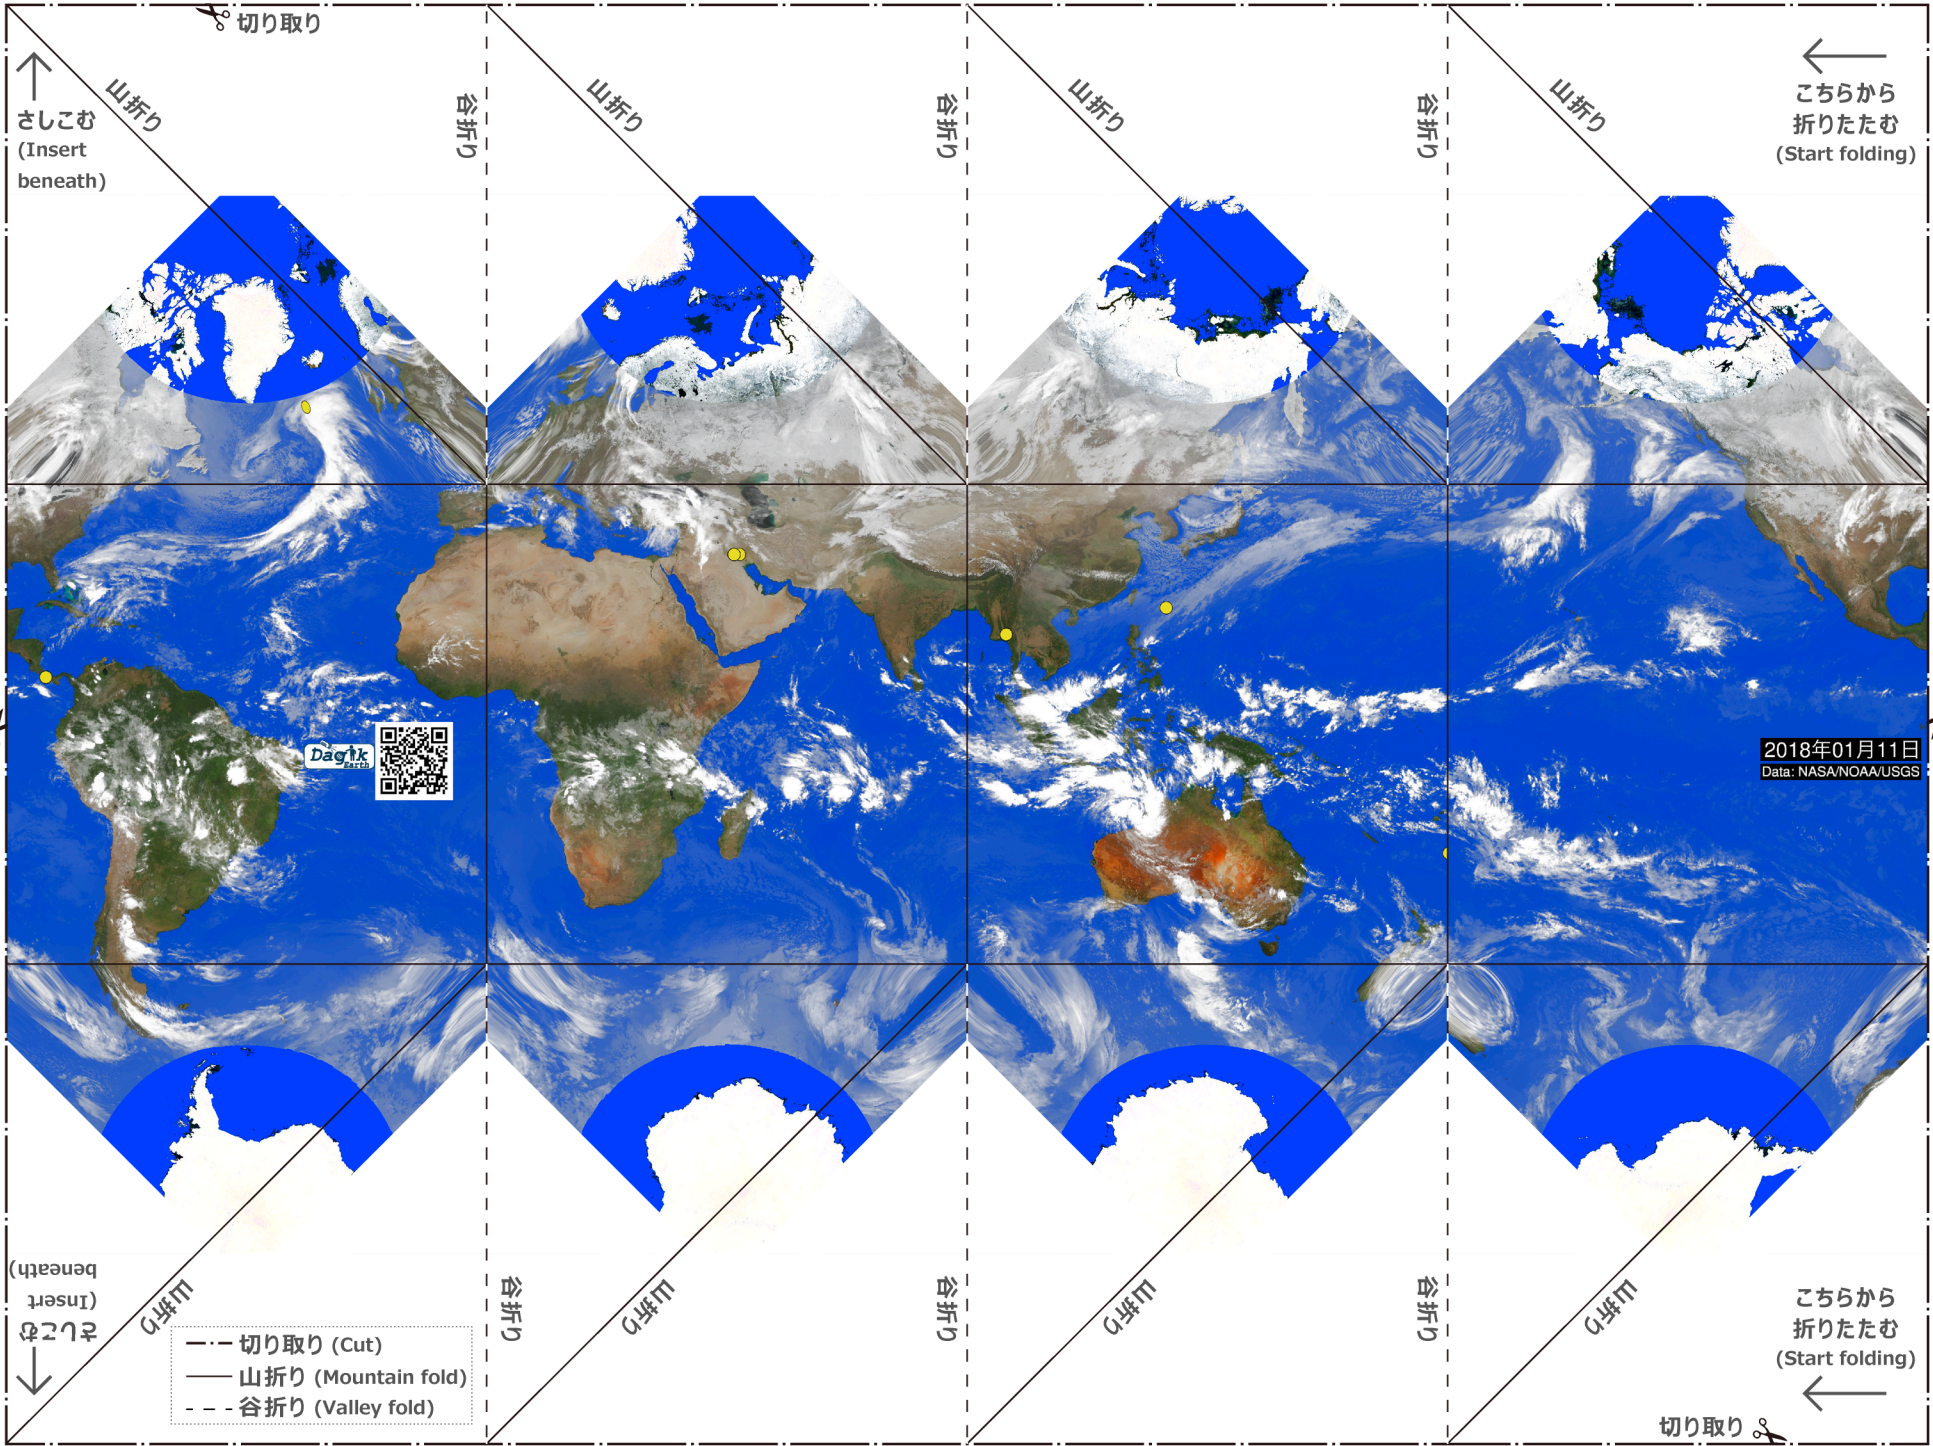 切り取り
山折り
谷折り
山折り
谷折り
山折り
谷折り
山折り
さしこむ
(Insert
beneath)
こちらから
折りたたむ
(Start folding)
Dagik
Earth
2018年01月11日
Data: NASA/NOAA/USGS
さしこむ
(Insert
beneath)
山折り
谷折り
山折り
谷折り
山折り
谷折り
山折り
こちらから
折りたたむ
(Start folding)
切り取り (Cut)
山折り (Mountain fold)
谷折り (Valley fold)
切り取り